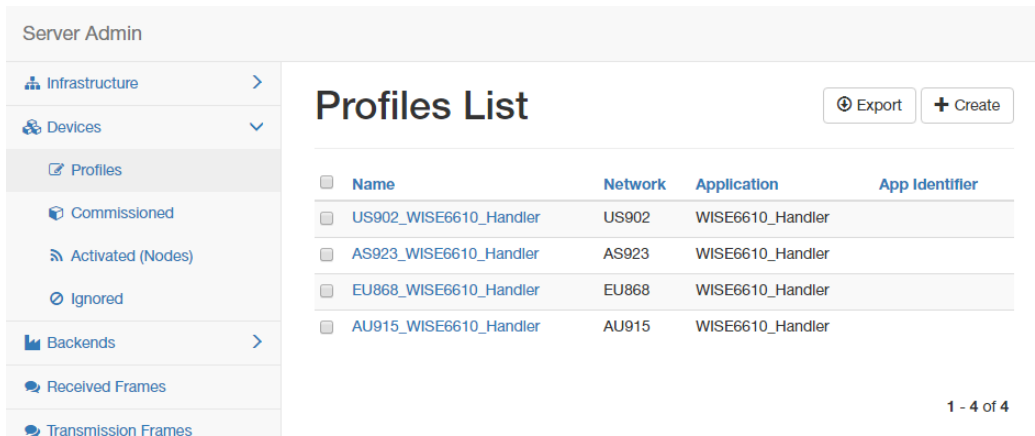 Server Admin
Infrastructure
Devices
Profiles
Commissioned
Activated (Nodes)
Ignored
Backends
Received Frames
Transmission Frames
Profiles List
Export
Create
Name Network Application App Identifier
US902_WISE6610_Handler US902 WISE6610_Handler
AS923_WISE6610_Handler AS923 WISE6610_Handler
EU868_WISE6610_Handler EU868 WISE6610_Handler
AU915_WISE6610_Handler AU915 WISE6610_Handler
1 - 4 of 4